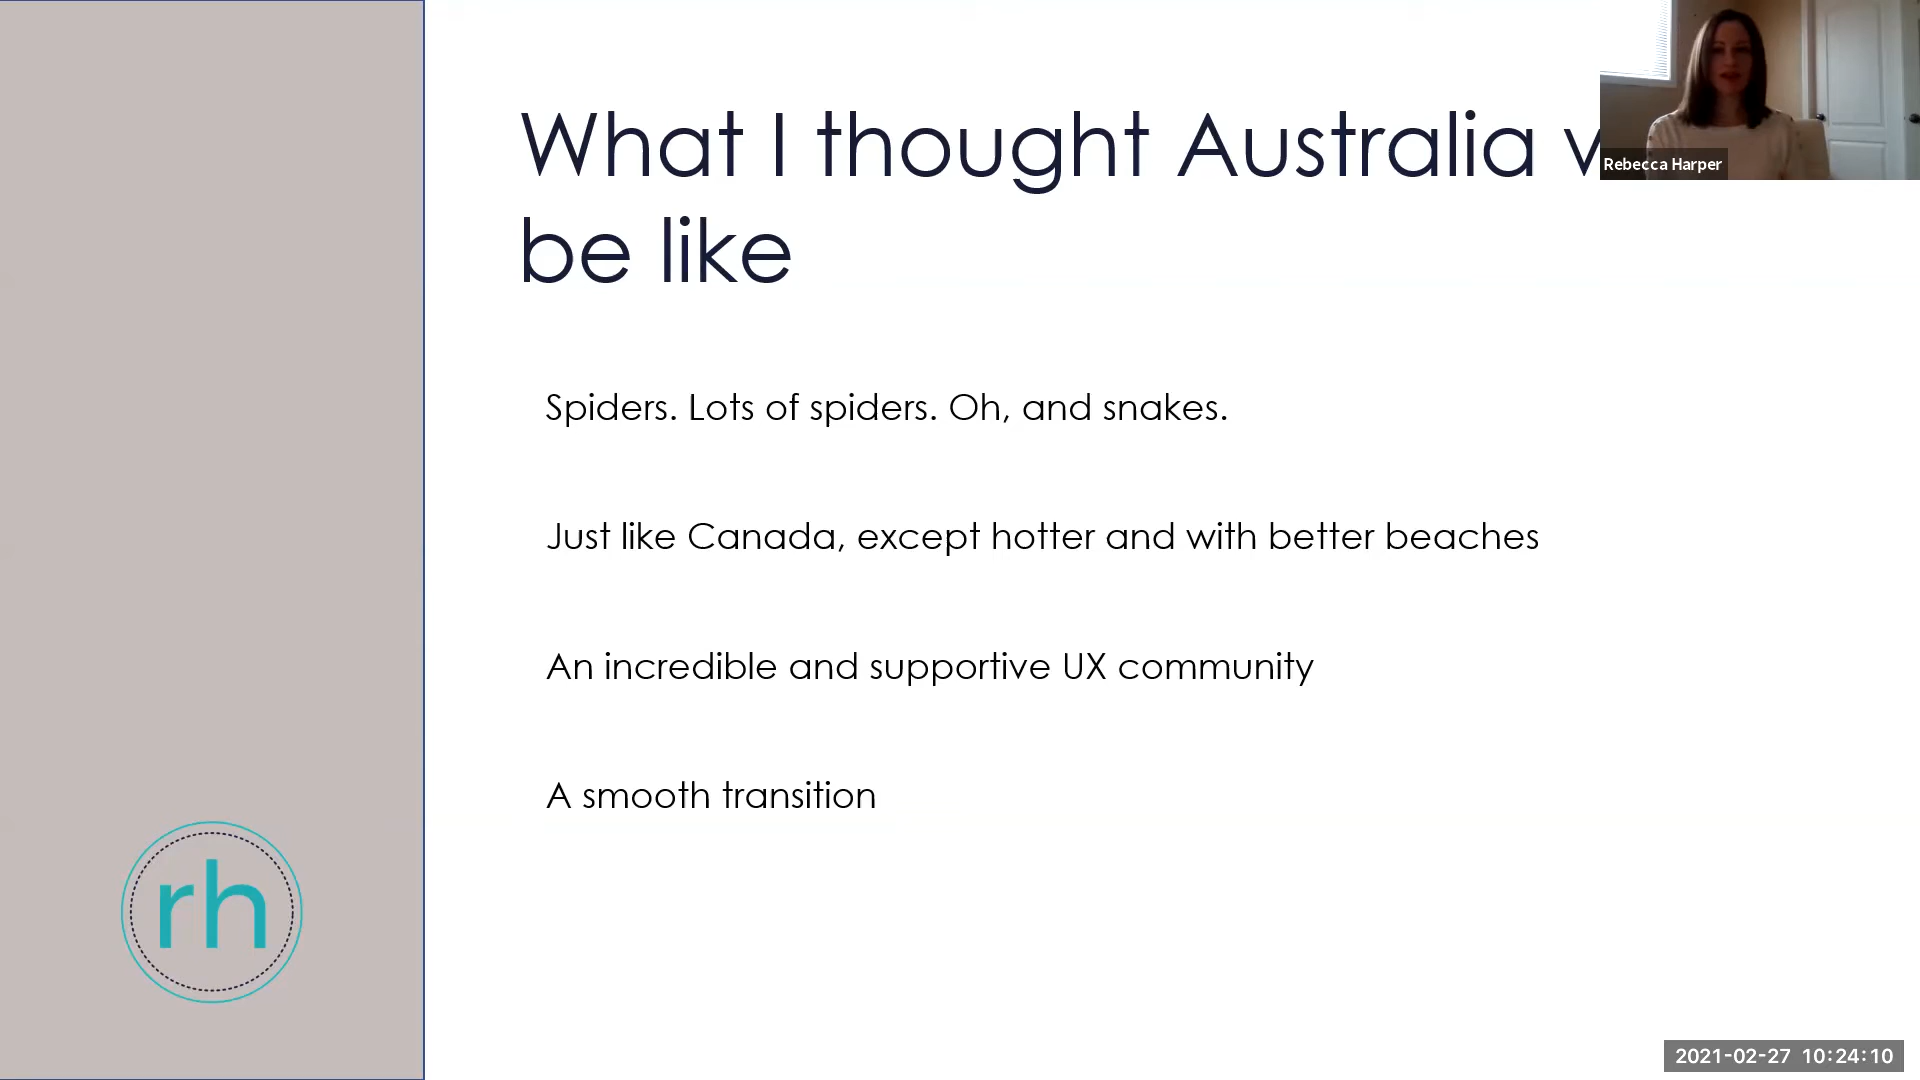 What I thought Australia
be like
Rebecca Harper
Spiders. Lots of spiders. Oh, and snakes.
Just like Canada, except hotter and with better beaches
An incredible and supportive UX community
A smooth transition
rh
2021-02-27 10:24:10